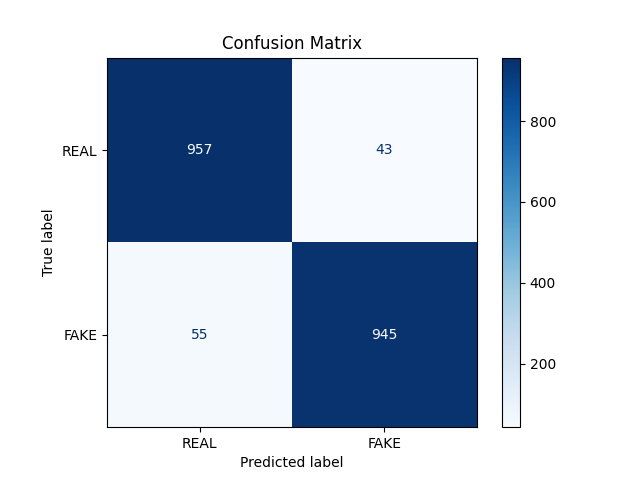 Confusion Matrix
True label
REAL
957
43
FAKE
55
945
REAL
FAKE
Predicted label
800
600
400
200